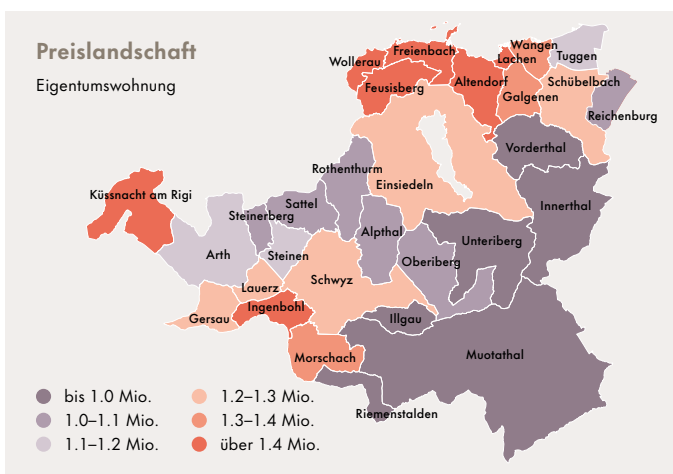 Preislandschaft
Eigentumswohnung
Wollerau
Freienbach
Feusisberg
Wangen
Lachen
Tuggen
Altendorf
Galgenen
Schübelbach
Reichenburg
Vorderthal
Innerthal
Einsiedeln
Rothenthurm
Küssnacht am Rigi
Sattel
Steinerberg
Alpthal
Unteriberg
Oberiberg
Arth
Steinen
Schwyz
Lauerz
Ingenbohl
Gersau
Illgau
Morschach
Muotathal
Riemenstalden
bis 1.0 Mio.
1.0–1.1 Mio.
1.1–1.2 Mio.
1.2–1.3 Mio.
1.3–1.4 Mio.
über 1.4 Mio.